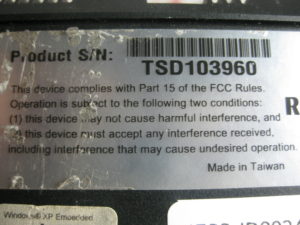 Product S/N:
TSD103960
This device complies with Part 15 of the FCC Rules.
Operation is subject to the following two conditions:
(1) this device may not cause harmful interference, and
(2) this device must accept any interference received,
including interference that may cause undesired operation.
R
Made in Taiwan
Windows® XP Embedded